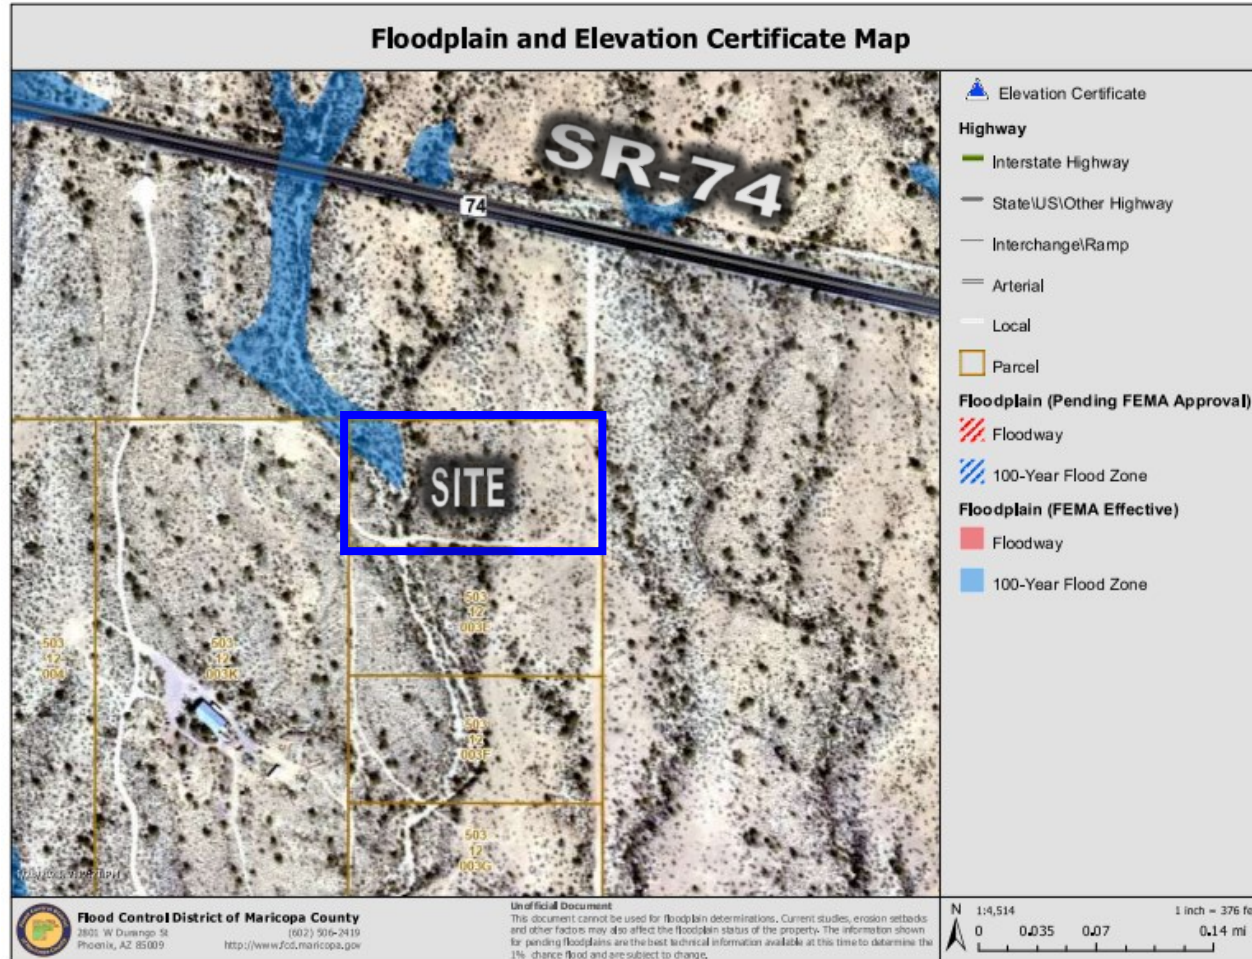 Floodplain and Elevation Certificate Map
SR-74
74
SITE
503
12
003E
503
12
004
503
12
003K
503
12
003F
503
12
003G
Elevation Certificate
Highway
Interstate Highway
State\US\Other Highway
Interchange\Ramp
Arterial
Local
Parcel
Floodplain (Pending FEMA Approval)
Floodway
100-Year Flood Zone
Floodplain (FEMA Effective)
Floodway
100-Year Flood Zone
Flood Control District of Maricopa County
2801 W Durango St (602) 506-2419
Phoenix, AZ 85009 http://www.fcd.maricopa.gov
Unofficial Document
This document cannot be used for floodplain determinations. Current studies, erosion setbacks
and other factors may also affect the floodplain status of the property. The information shown
for pending floodplains are the best technical information available at this time to determine the
1% chance flood and are subject to change.
N 1:4,514 1 inch = 376 fe
0 0.035 0.07 0.14 mi